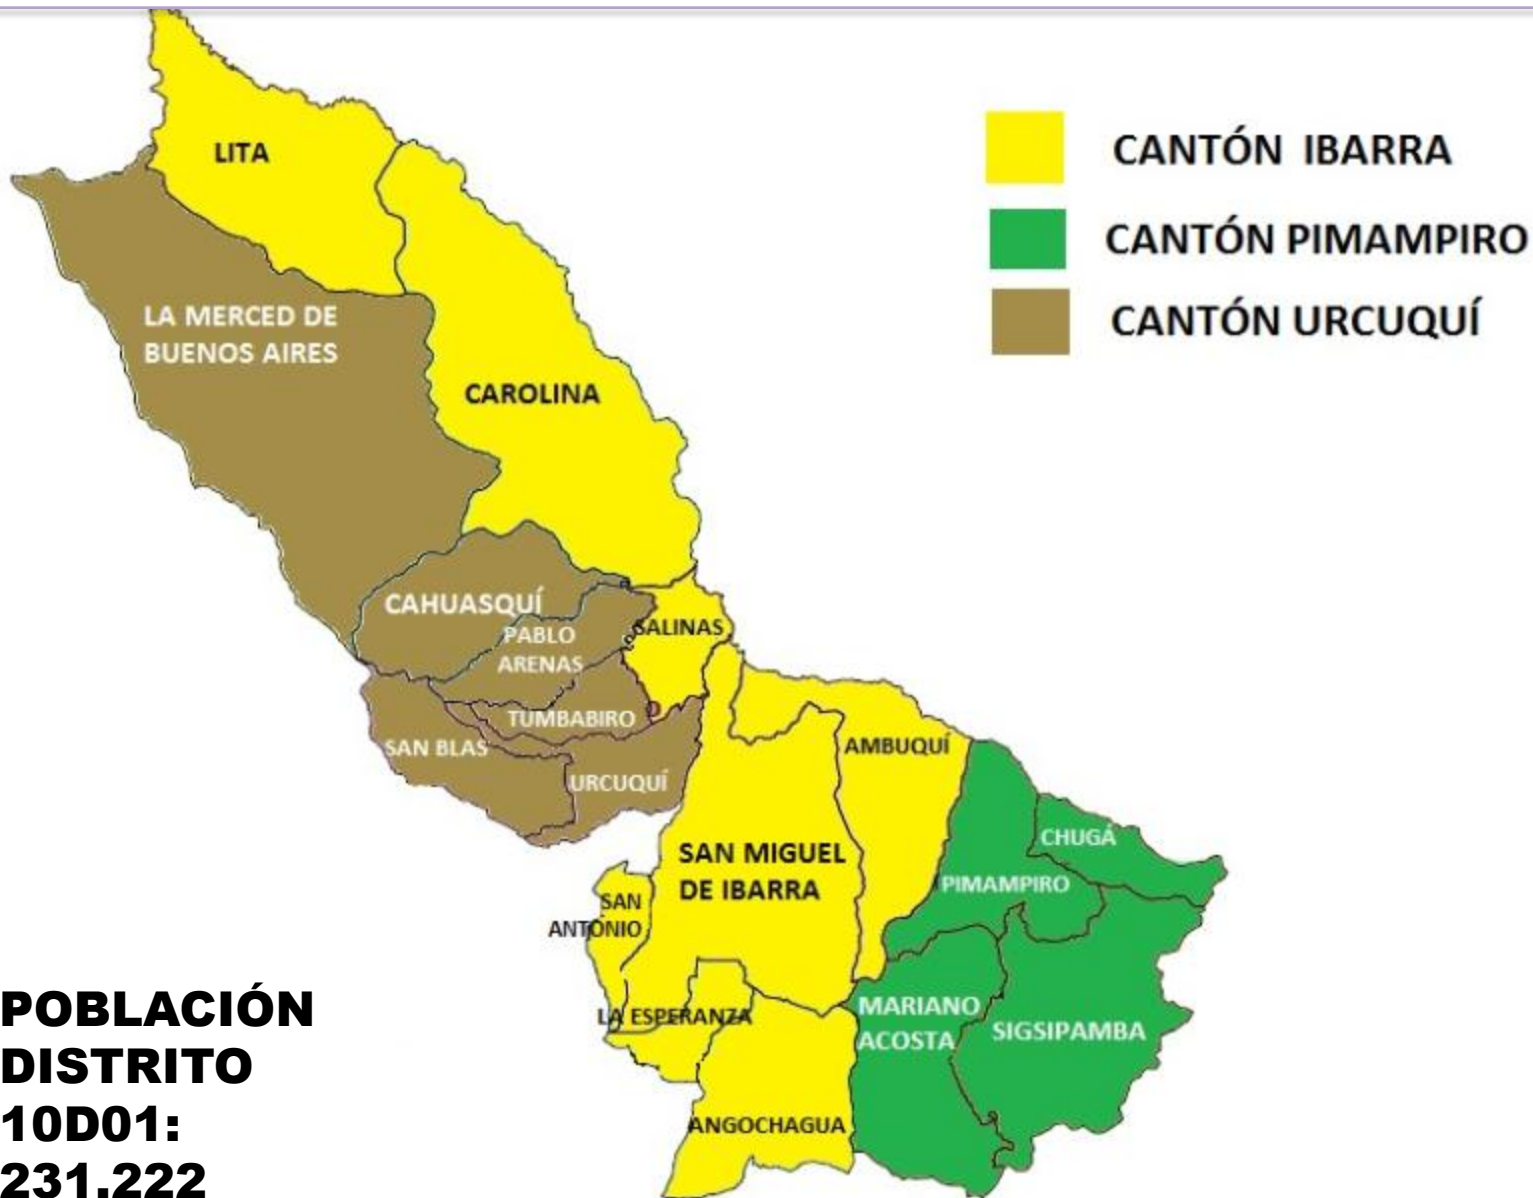 LITA
CANTÓN IBARRA
CANTÓN PIMAMPIRO
CANTÓN URCUQUÍ
LA MERCED DE
BUENOS AIRES
CAROLINA
CAHUASQUÍ
PABLO
ARENAS
SALINAS
TUMBABIRO
SAN BLAS
URCUQUÍ
AMBUQUÍ
SAN MIGUEL
DE IBARRA
CHUGÁ
PIMAMPIRO
SAN
ANTONIO
LA ESPERANZA
MARIANO
ACOSTA
SIGSIPAMBA
ANGOCHAGUA
POBLACIÓN
DISTRITO
10D01:
231.222